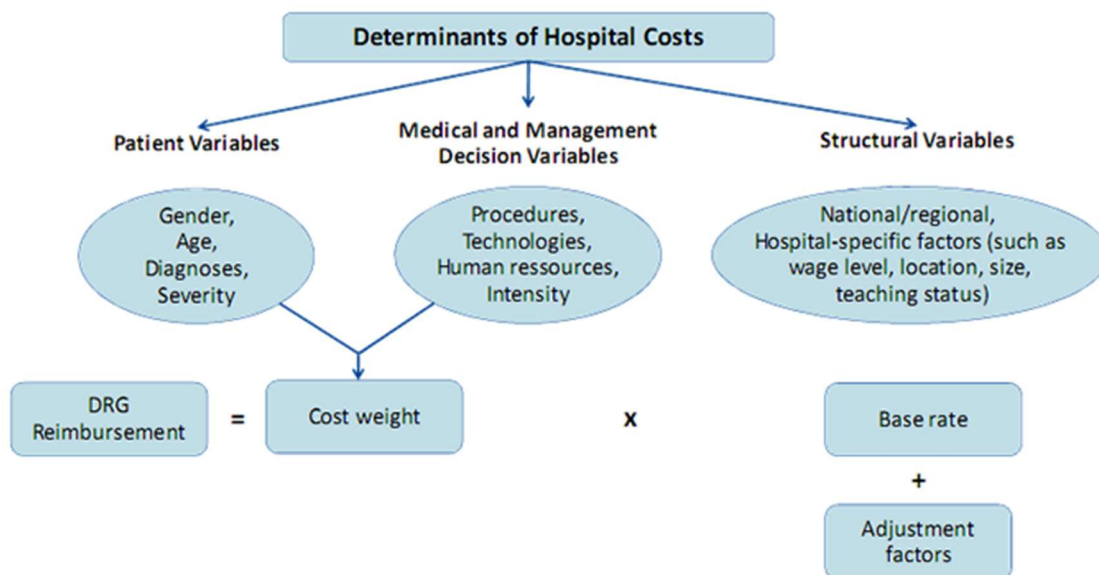 Determinants of Hospital Costs
Patient Variables
Medical and Management
Decision Variables
Structural Variables
Gender,
Age,
Diagnoses,
Severity
Procedures,
Technologies,
Human ressources,
Intensity
National/regional,
Hospital-specific factors (such as
wage level, location, size,
teaching status)
DRG
Reimbursement
=
Cost weight
x
Base rate
+
Adjustment
factors